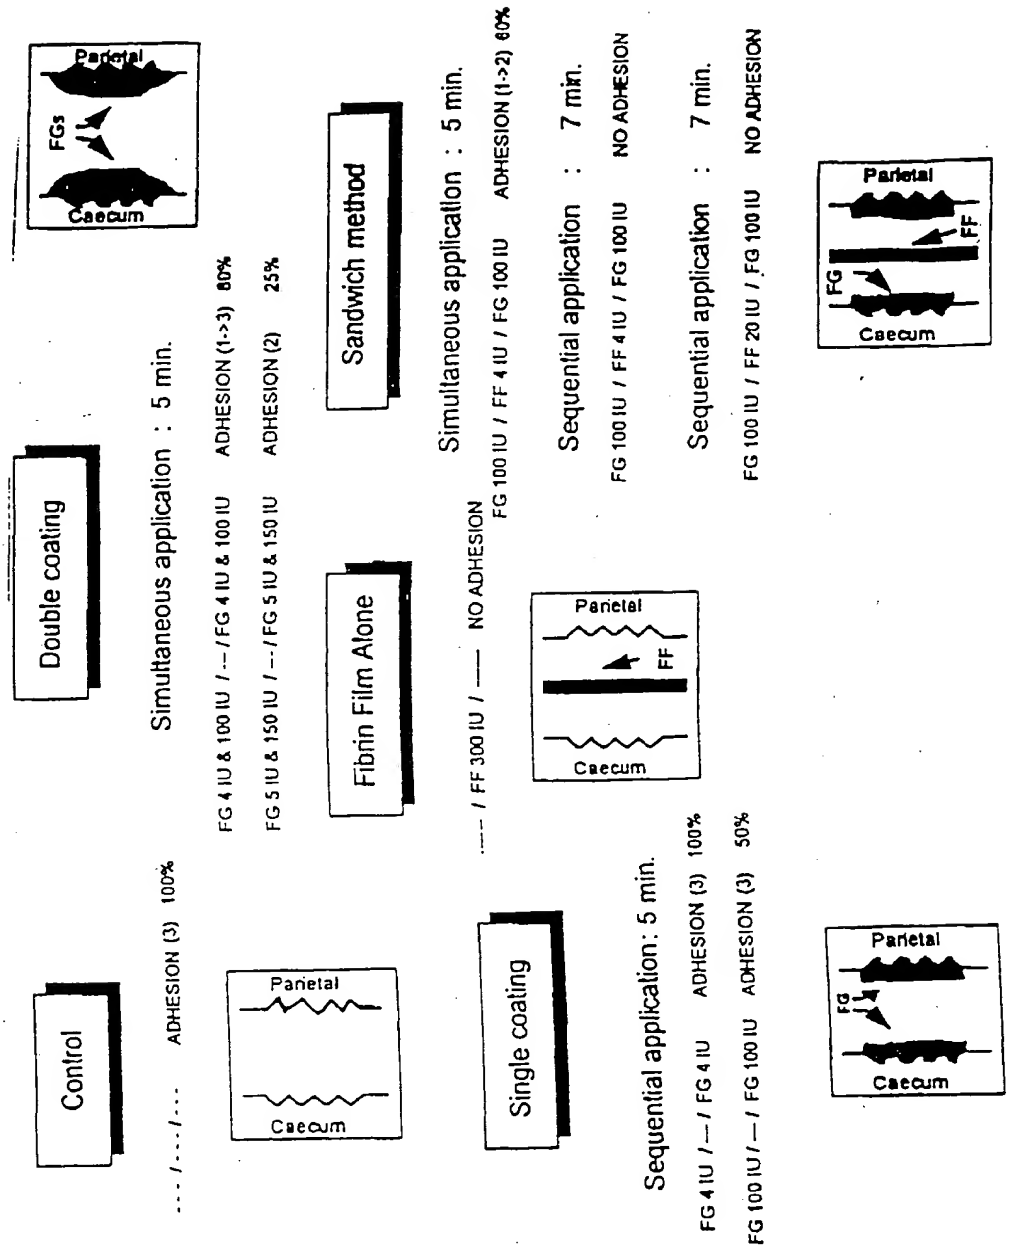 Control
--- / --- / --- ADHESION (3) 100%
Parietal
Caecum
Double coating
Simultaneous application : 5 min.
FG 4 IU & 100 IU / --- / FG 4 IU & 100 IU ADHESION (1->3) 80%
FG 5 IU & 150 IU / --- / FG 5 IU & 150 IU ADHESION (2) 25%
Parietal
FGs
Caecum
Single coating
Sequential application: 5 min.
FG 4 IU / --- / FG 4 IU ADHESION (3) 100%
FG 100 IU / --- / FG 100 IU ADHESION (3) 50%
Parietal
FG
Caecum
Fibrin Film Alone
---- / FF 300 IU / ---- NO ADHESION
Parietal
FF
Caecum
Sandwich method
Simultaneous application : 5 min.
FG 100 IU / FF 4 IU / FG 100 IU ADHESION (1->2) 60%
Sequential application : 7 min.
FG 100 IU / FF 4 IU / FG 100 IU NO ADHESION
Sequential application : 7 min.
FG 100 IU / FF 20 IU / FG 100 IU NO ADHESION
Parietal
FG
FF
Caecum